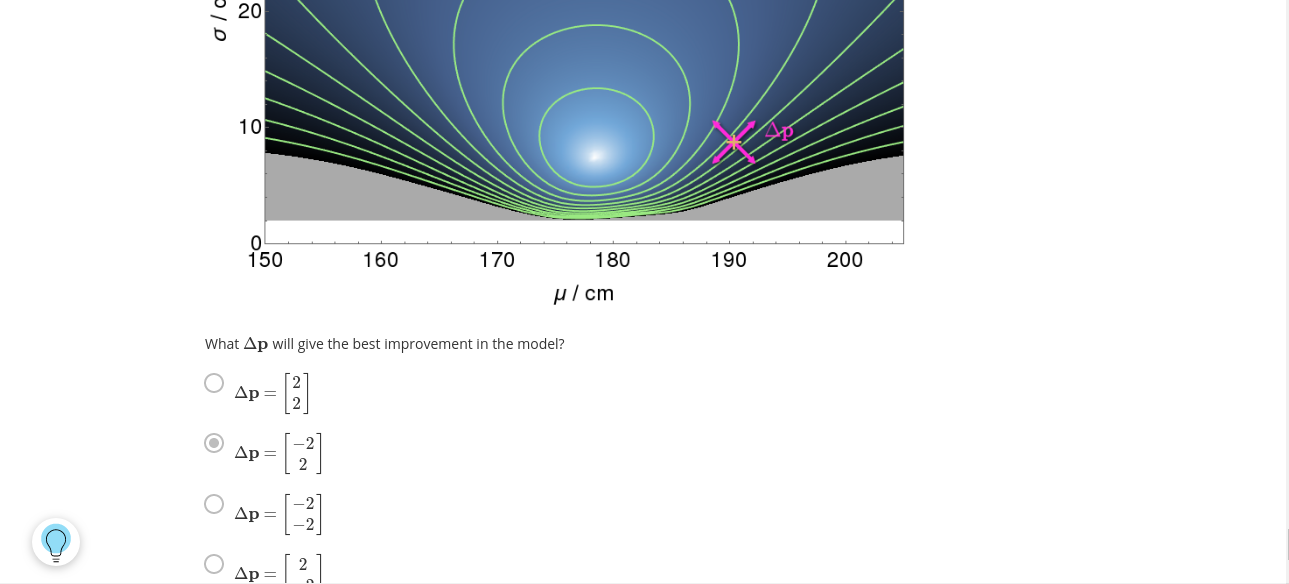 σ / c
20
10
0
150 160 170 180 190 200
μ / cm
Δp
What Δp will give the best improvement in the model?
Δp = [2
2]
Δp = [−2
2]
Δp = [−2
−2]
Δp = [2